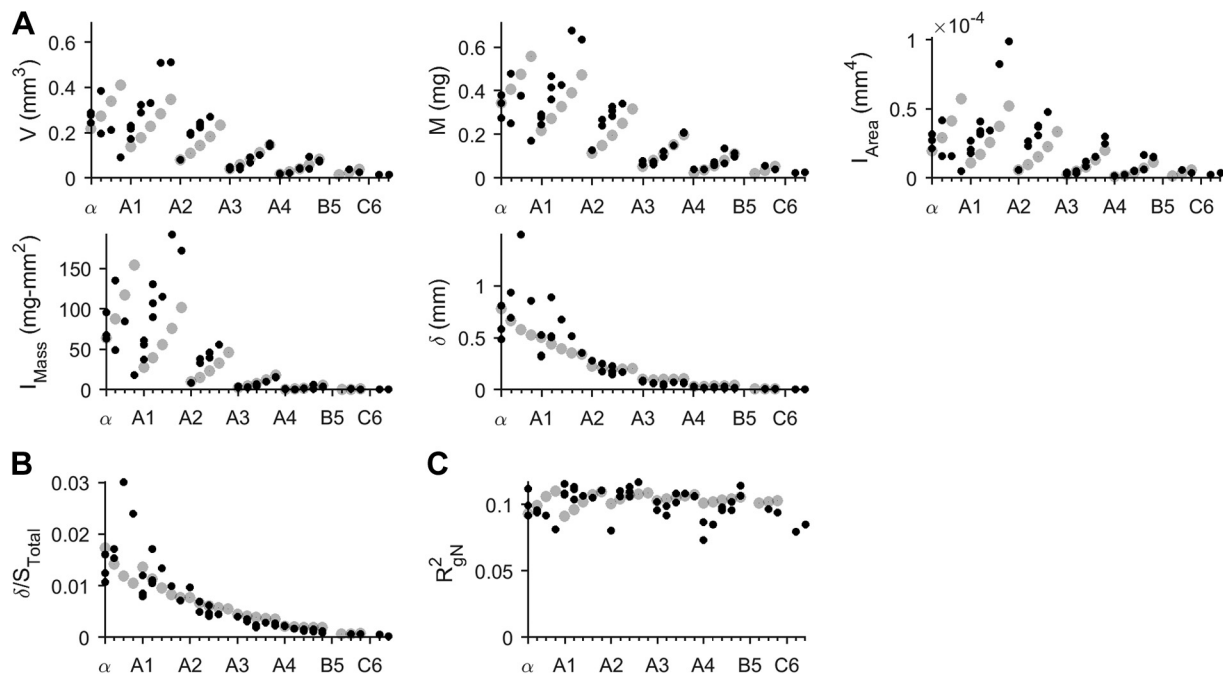 A
V (mm³)
0.6
0.4
0.2
0
α A1 A2 A3 A4 B5 C6
M (mg)
0.6
0.4
0.2
0
α A1 A2 A3 A4 B5 C6
×10⁻⁴
I_Area (mm⁴)
1
0.5
0
α A1 A2 A3 A4 B5 C6
I_Mass (mg-mm²)
150
100
50
0
α A1 A2 A3 A4 B5 C6
δ (mm)
1
0.5
0
α A1 A2 A3 A4 B5 C6
B
δ/S_Total
0.03
0.02
0.01
0
α A1 A2 A3 A4 B5 C6
C
R²_gN
0.1
0.05
0
α A1 A2 A3 A4 B5 C6